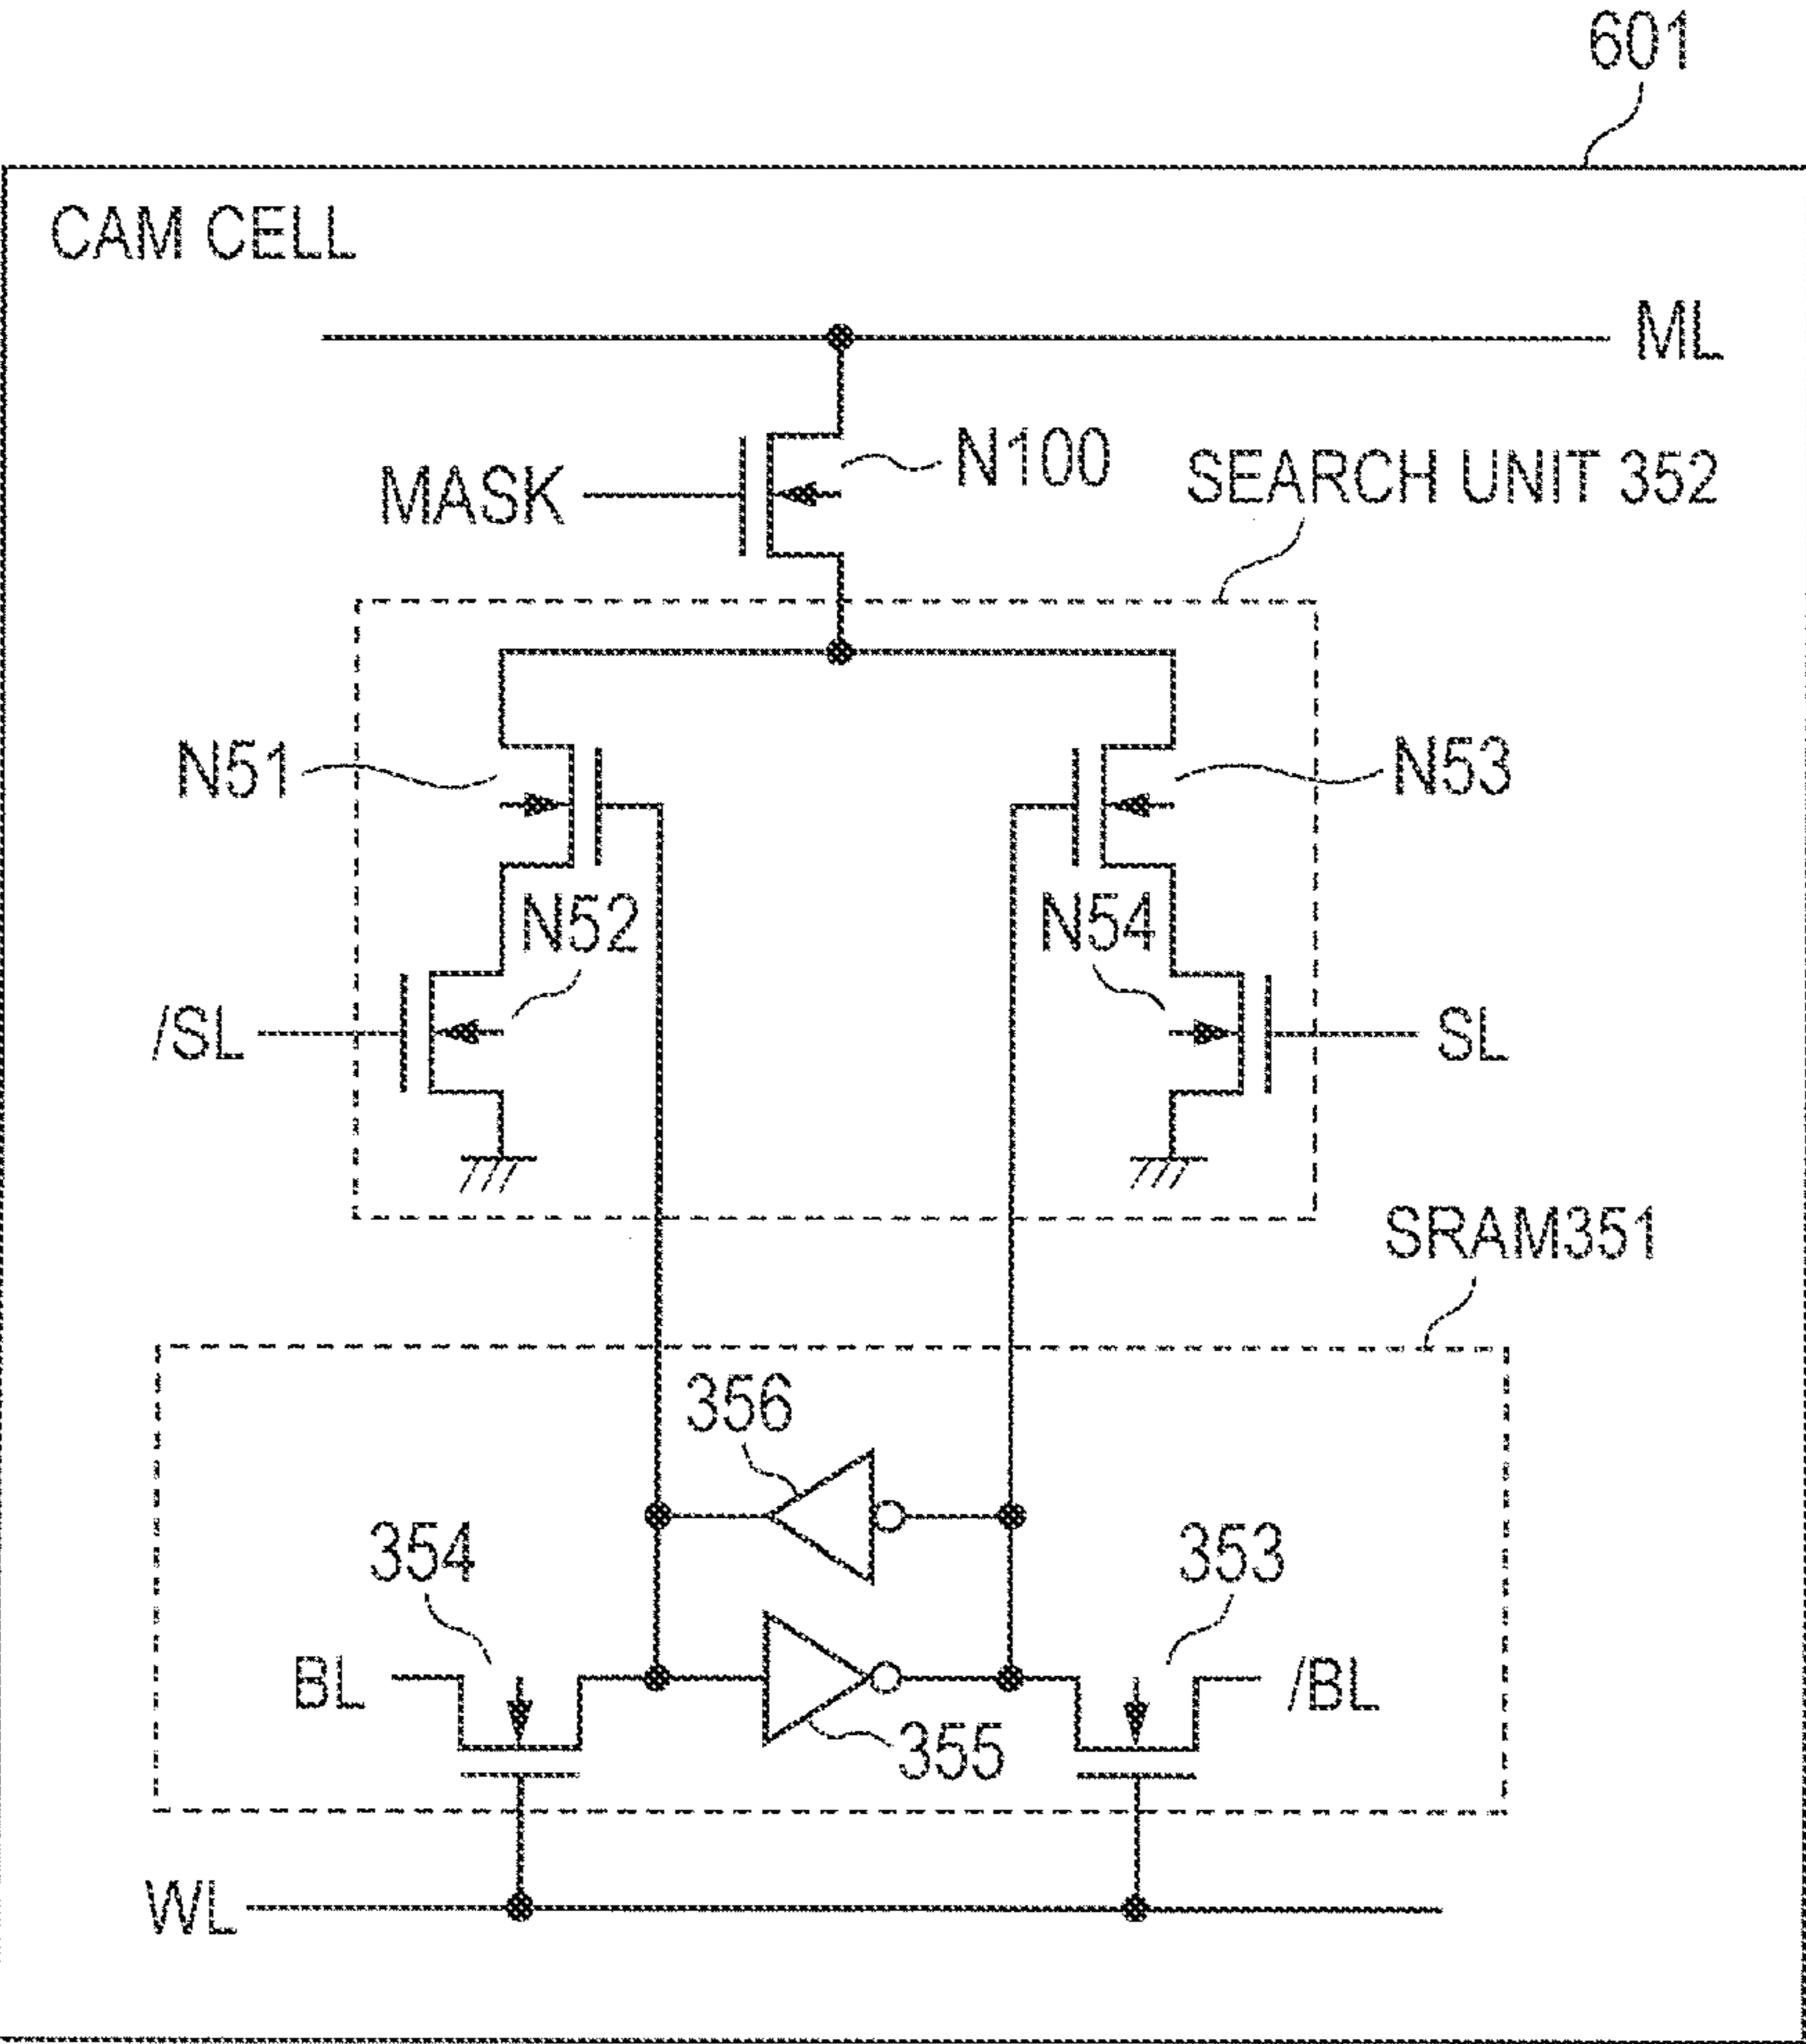 601
CAM CELL
ML
N100
MASK
SEARCH UNIT 352
N51
N53
N52
N54
/SL
SL
SRAM351
356
354
353
BL
/BL
355
WL